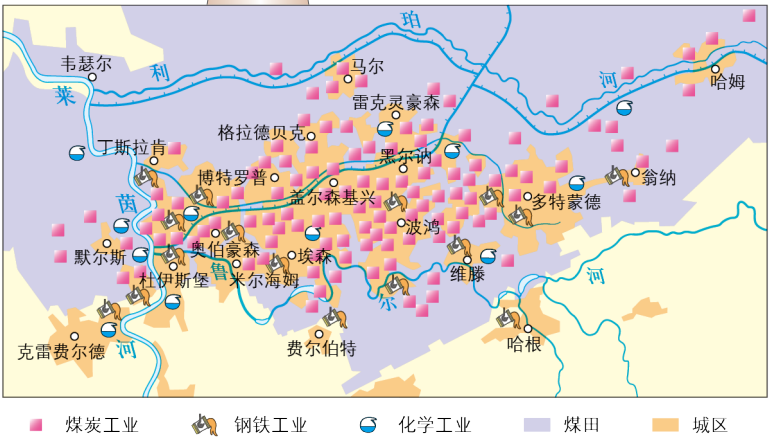 珀
韦瑟尔
利
马尔
河
哈姆
莱
雷克灵豪森
格拉德贝克
丁斯拉肯
黑尔讷
博特罗普
翁纳
茵
盖尔森基兴
多特蒙德
波鸿
奥伯豪森
默尔斯
鲁
埃森
杜伊斯堡
米尔海姆
维滕
河
尔
克雷费尔德
河
费尔伯特
哈根
煤炭工业
钢铁工业
化学工业
煤田
城区